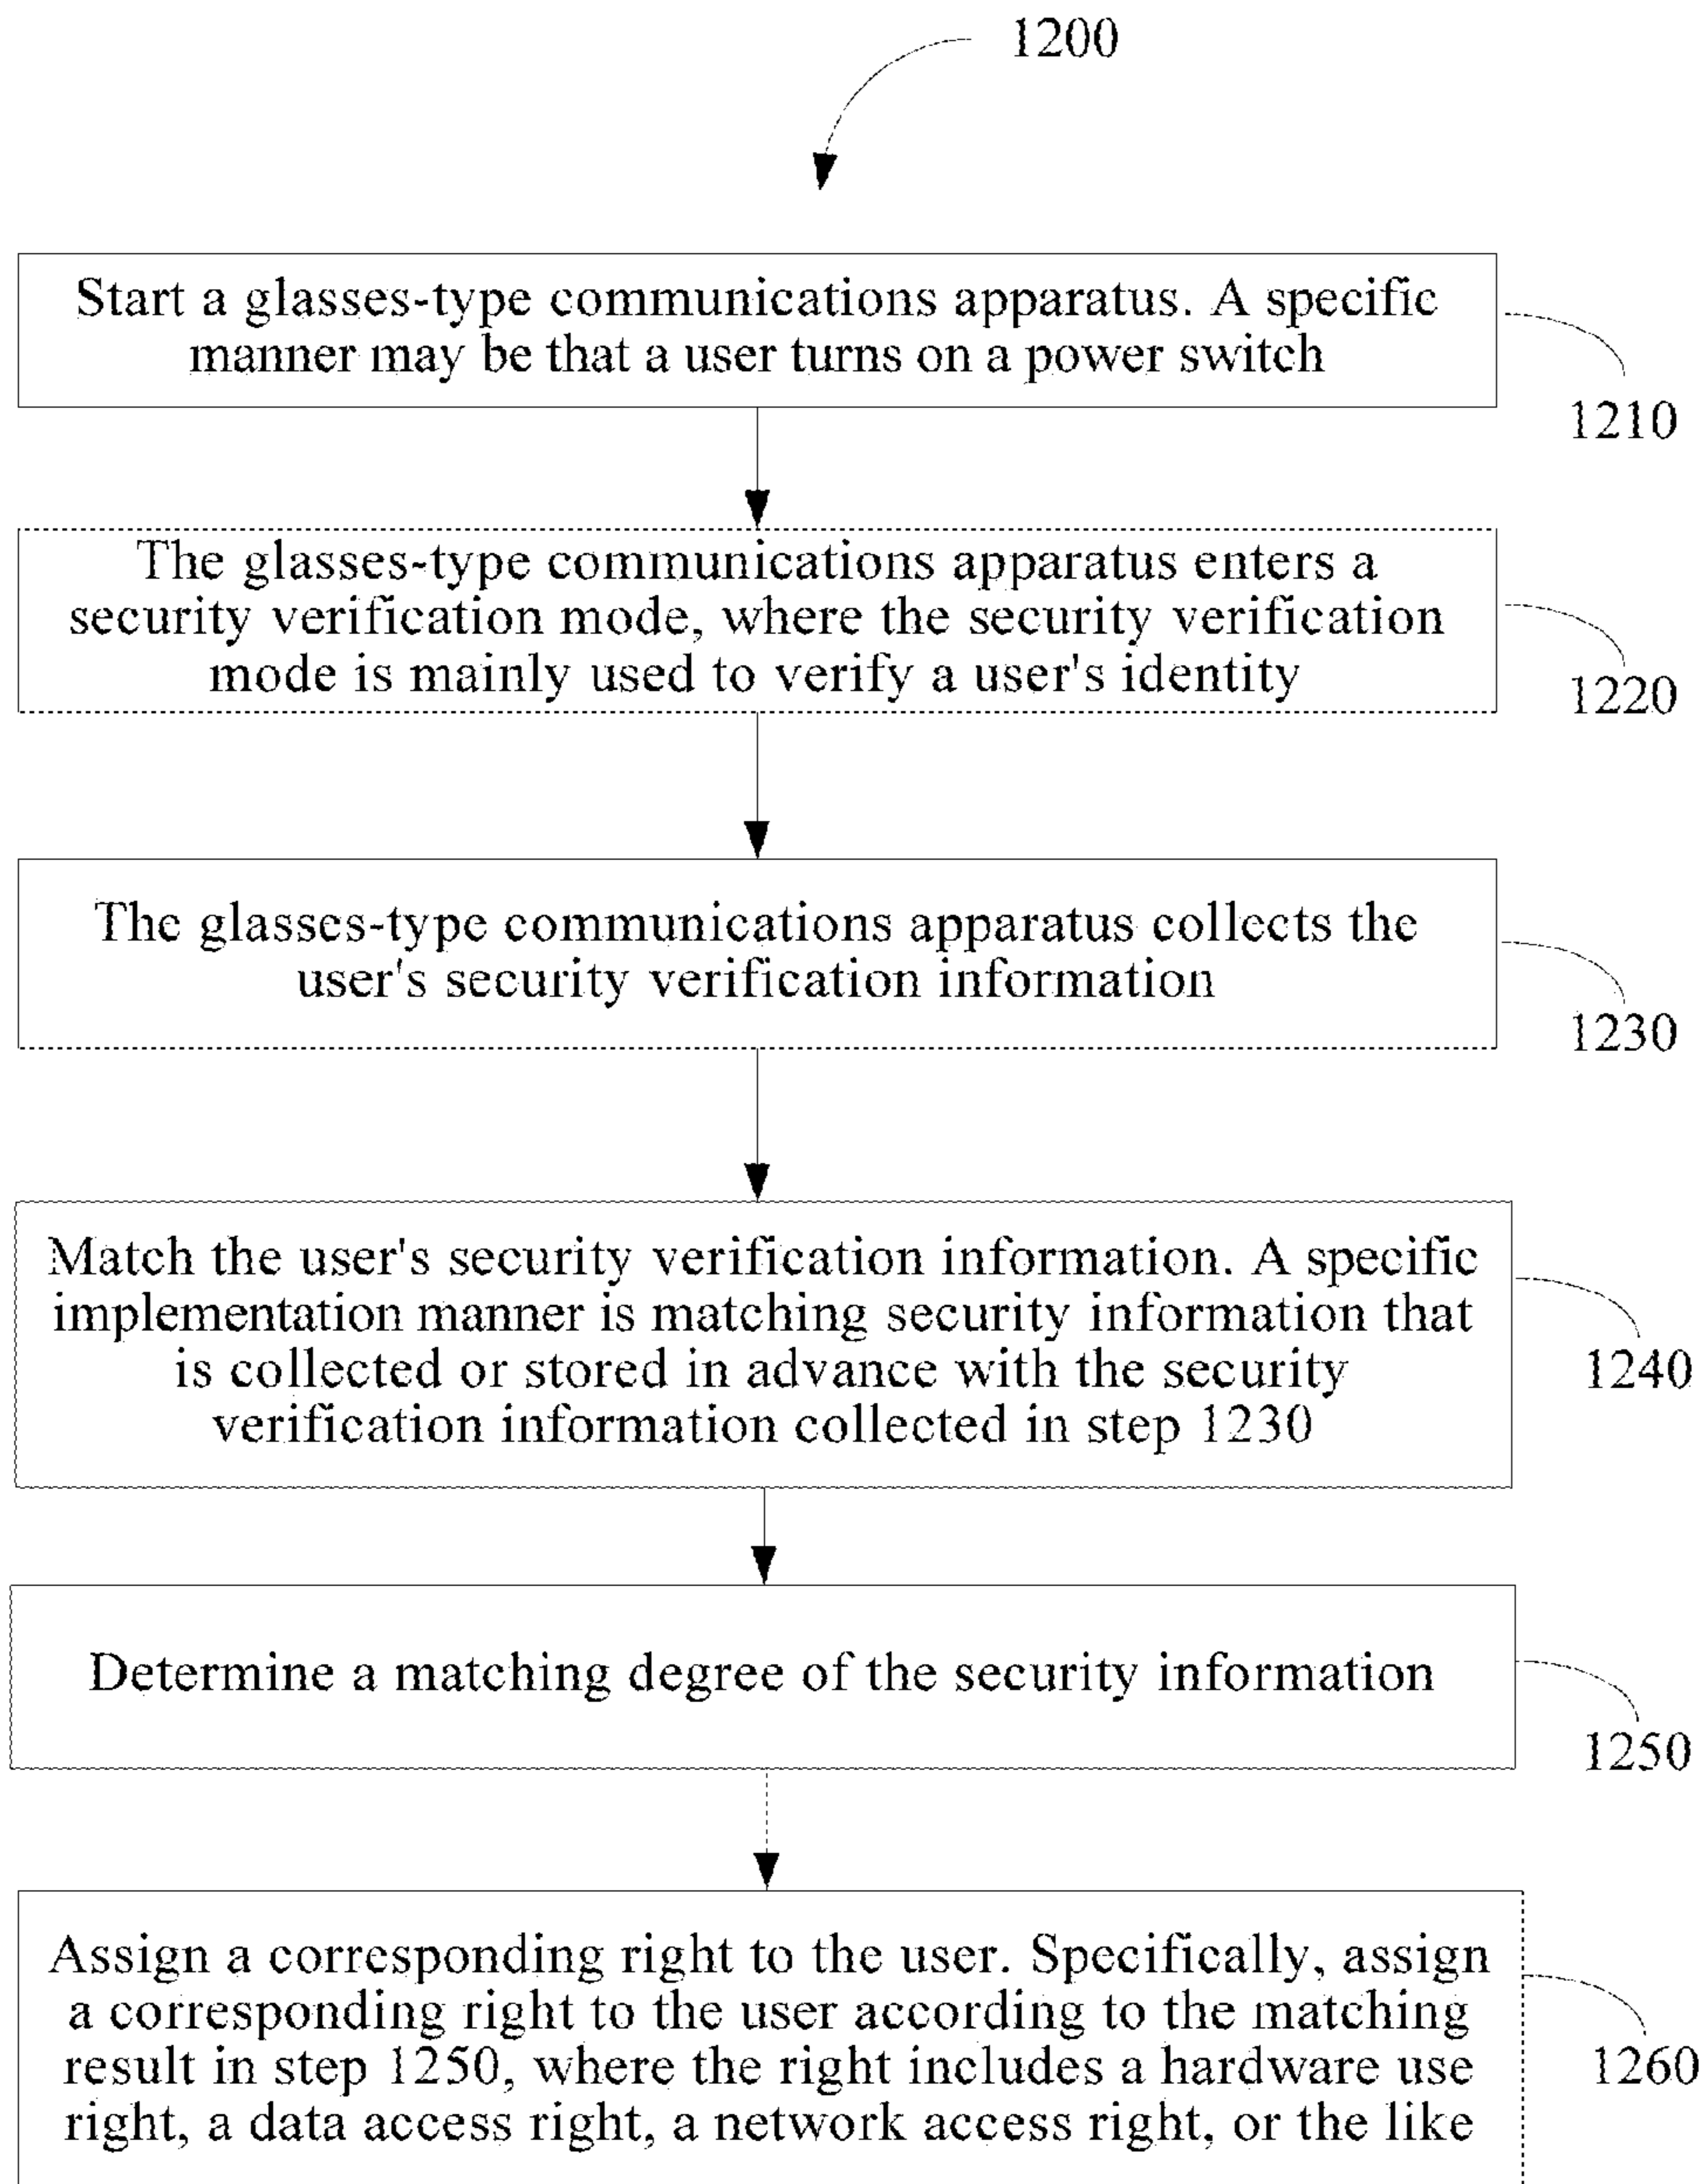 1200
Start a glasses-type communications apparatus. A specific
manner may be that a user turns on a power switch
1210
The glasses-type communications apparatus enters a
security verification mode, where the security verification
mode is mainly used to verify a user's identity
1220
The glasses-type communications apparatus collects the
user's security verification information
1230
Match the user's security verification information. A specific
implementation manner is matching security information that
is collected or stored in advance with the security
verification information collected in step 1230
1240
Determine a matching degree of the security information
1250
Assign a corresponding right to the user. Specifically, assign
a corresponding right to the user according to the matching
result in step 1250, where the right includes a hardware use
right, a data access right, a network access right, or the like
1260